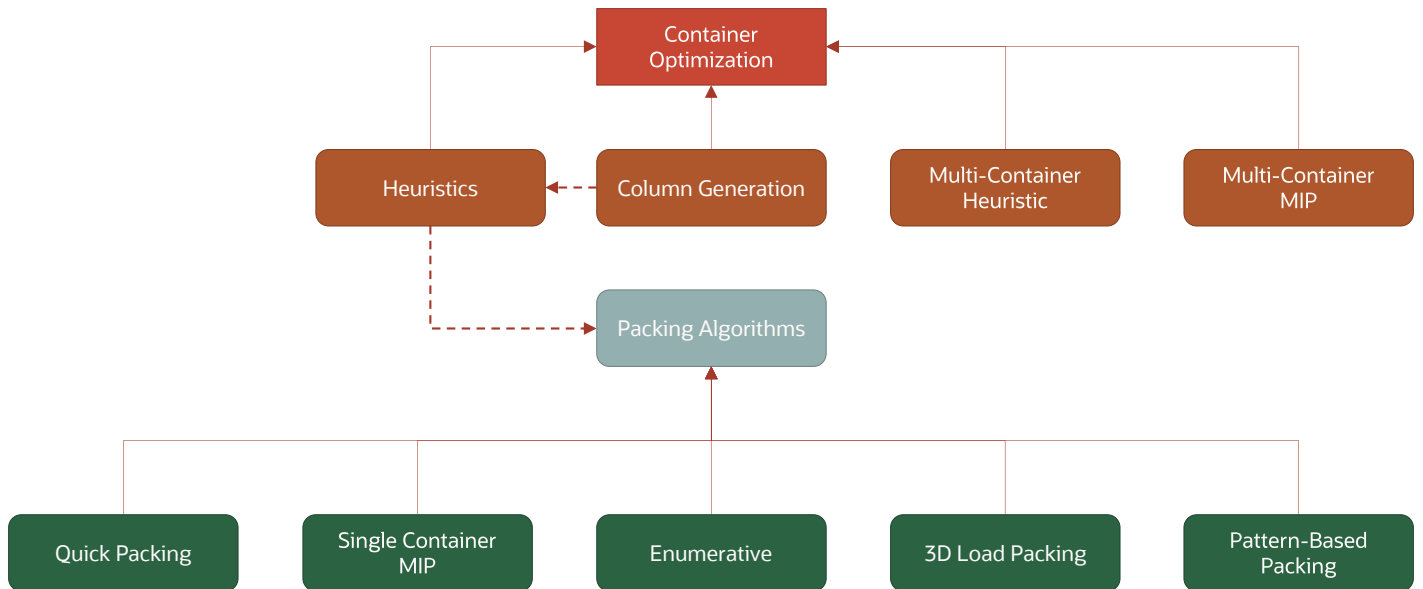 Container
Optimization
Heuristics
Column Generation
Multi-Container
Heuristic
Multi-Container
MIP
Packing Algorithms
Quick Packing
Single Container
MIP
Enumerative
3D Load Packing
Pattern-Based
Packing